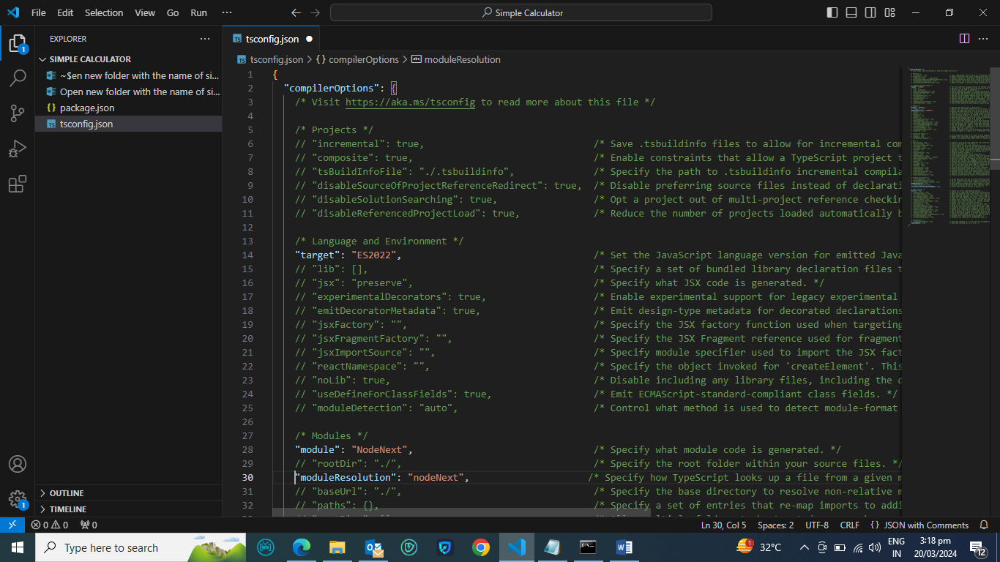 File Edit Selection View Go Run ···
Simple Calculator
EXPLORER
tsconfig.json
SIMPLE CALCULATOR
tsconfig.json > {} compilerOptions > moduleResolution
~$en new folder with the name of si...
Open new folder with the name of si...
package.json
tsconfig.json
1 {
2 "compilerOptions": {
3 /* Visit https://aka.ms/tsconfig to read more about this file */
4
5 /* Projects */
6 // "incremental": true, /* Save .tsbuildinfo files to allow for incremental com
7 // "composite": true, /* Enable constraints that allow a TypeScript project t
8 // "tsBuildInfoFile": "./.tsbuildinfo", /* Specify the path to .tsbuildinfo incremental compila
9 // "disableSourceOfProjectReferenceRedirect": true, /* Disable preferring source files instead of declarati
10 // "disableSolutionSearching": true, /* Opt a project out of multi-project reference checkin
11 // "disableReferencedProjectLoad": true, /* Reduce the number of projects loaded automatically b
12
13 /* Language and Environment */
14 "target": "ES2022", /* Set the JavaScript language version for emitted Java
15 // "lib": [], /* Specify a set of bundled library declaration files t
16 // "jsx": "preserve", /* Specify what JSX code is generated. */
17 // "experimentalDecorators": true, /* Enable experimental support for legacy experimental
18 // "emitDecoratorMetadata": true, /* Emit design-type metadata for decorated declarations
19 // "jsxFactory": "", /* Specify the JSX factory function used when targeting
20 // "jsxFragmentFactory": "", /* Specify the JSX Fragment reference used for fragment
21 // "jsxImportSource": "", /* Specify module specifier used to import the JSX fact
22 // "reactNamespace": "", /* Specify the object invoked for 'createElement'. This
23 // "noLib": true, /* Disable including any library files, including the d
24 // "useDefineForClassFields": true, /* Emit ECMAScript-standard-compliant class fields. */
25 // "moduleDetection": "auto", /* Control what method is used to detect module-format
26
27 /* Modules */
28 "module": "NodeNext", /* Specify what module code is generated. */
29 // "rootDir": "./", /* Specify the root folder within your source files. */
30 "moduleResolution": "nodeNext", /* Specify how TypeScript looks up a file from a given m
31 // "baseUrl": "./", /* Specify the base directory to resolve non-relative m
32 // "paths": {}, /* Specify a set of entries that re-map imports to addi
OUTLINE
TIMELINE
0 0 0 Ln 30, Col 5 Spaces: 2 UTF-8 CRLF {} JSON with Comments
Type here to search
32°C
ENG
IN
3:18 pm
20/03/2024
12